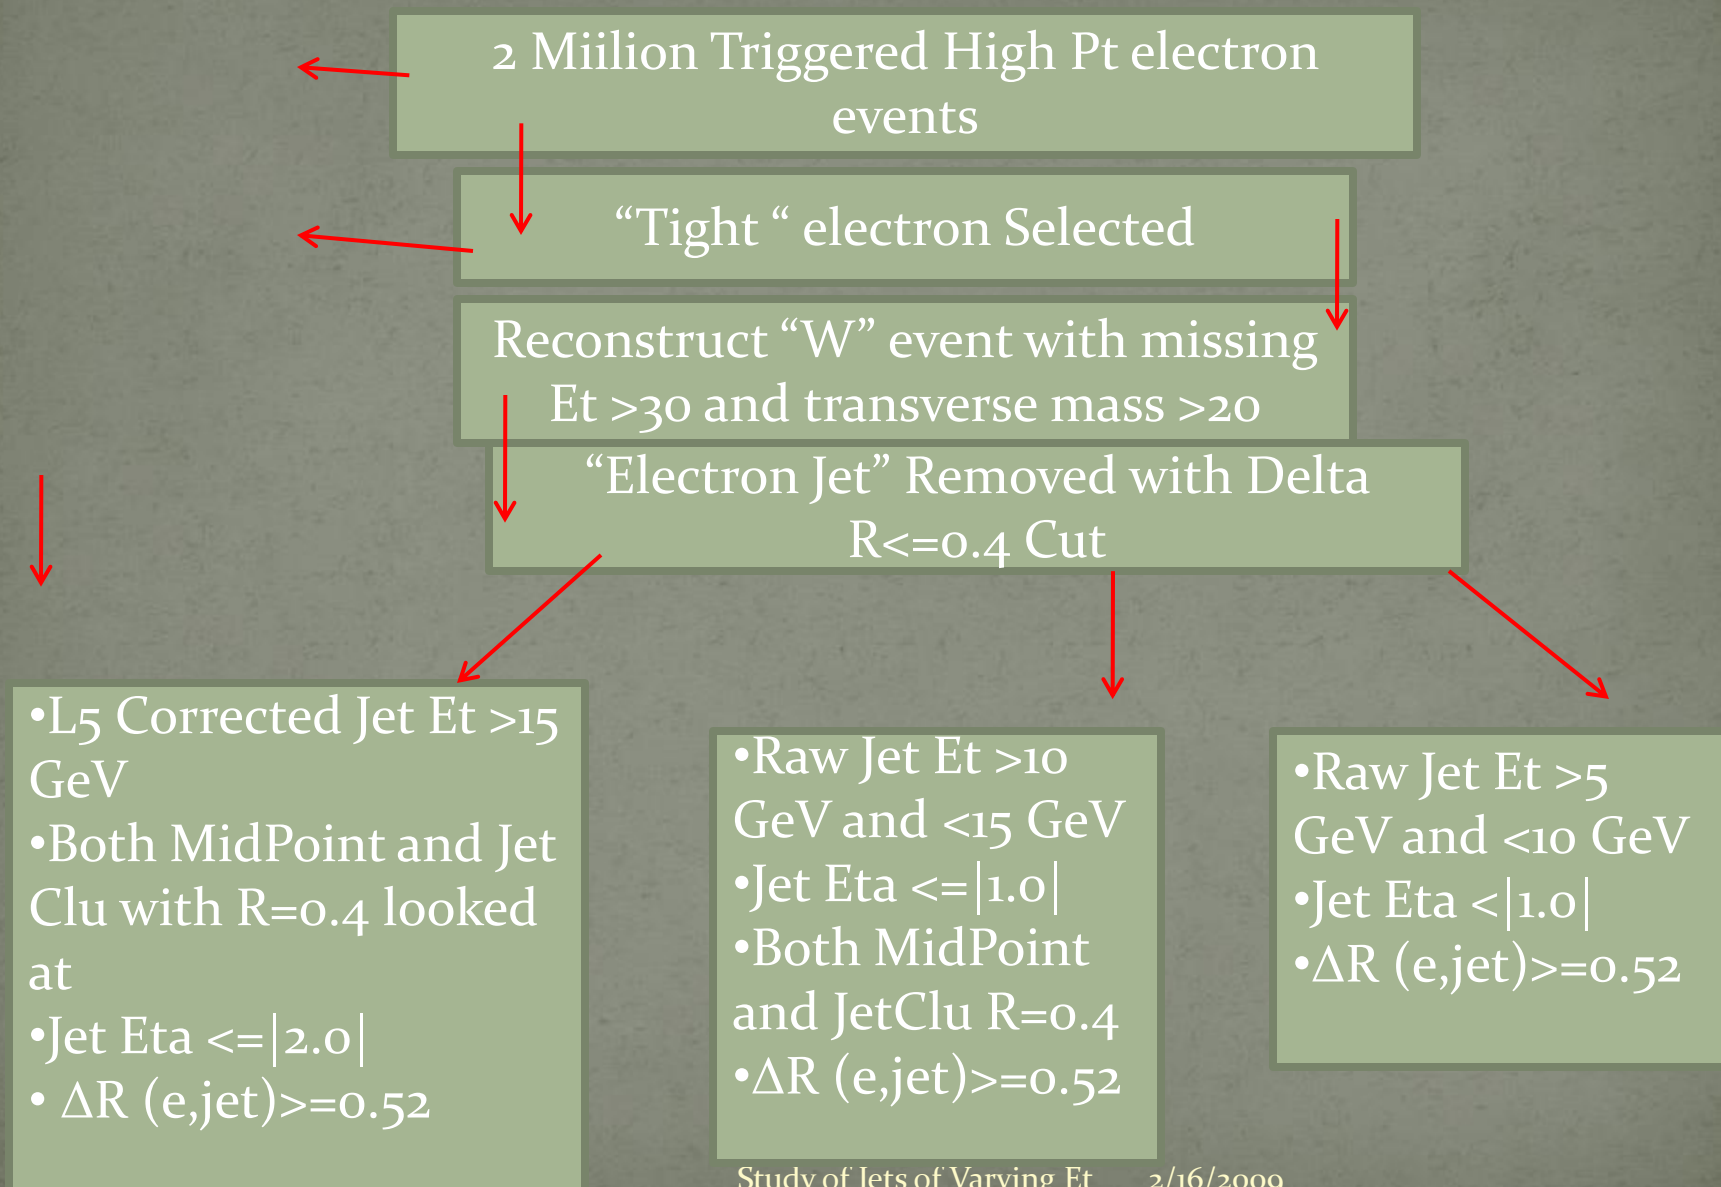 2 Miilion Triggered High Pt electron
events
“Tight “ electron Selected
Reconstruct “W” event with missing
Et >30 and transverse mass >20
“Electron Jet” Removed with Delta
R<=0.4 Cut
•L5 Corrected Jet Et >15
GeV
•Both MidPoint and Jet
Clu with R=0.4 looked
at
•Jet Eta <=|2.0|
• ΔR (e,jet)>=0.52
•Raw Jet Et >10
GeV and <15 GeV
•Jet Eta <=|1.0|
•Both MidPoint
and JetClu R=0.4
•ΔR (e,jet)>=0.52
•Raw Jet Et >5
GeV and <10 GeV
•Jet Eta <|1.0|
•ΔR (e,jet)>=0.52
Study of Jets of Varying Et 2/16/2009